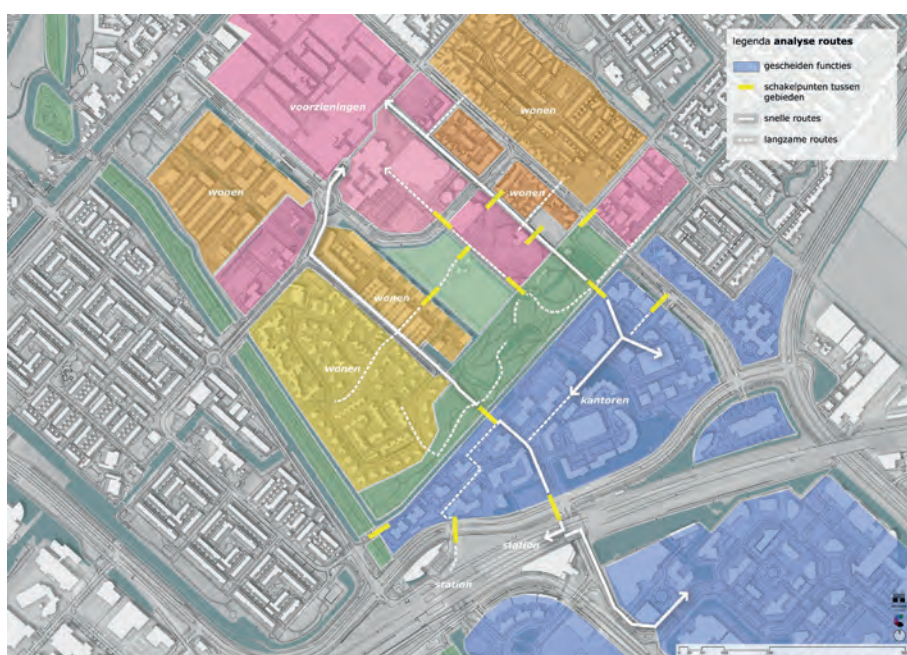 legenda analyse routes
gescheiden functies
schakelpunten tussen
gebieden
snelle routes
langzame routes
voorzieningen
wonen
wonen
wonen
wonen
wonen
kantoren
station
station